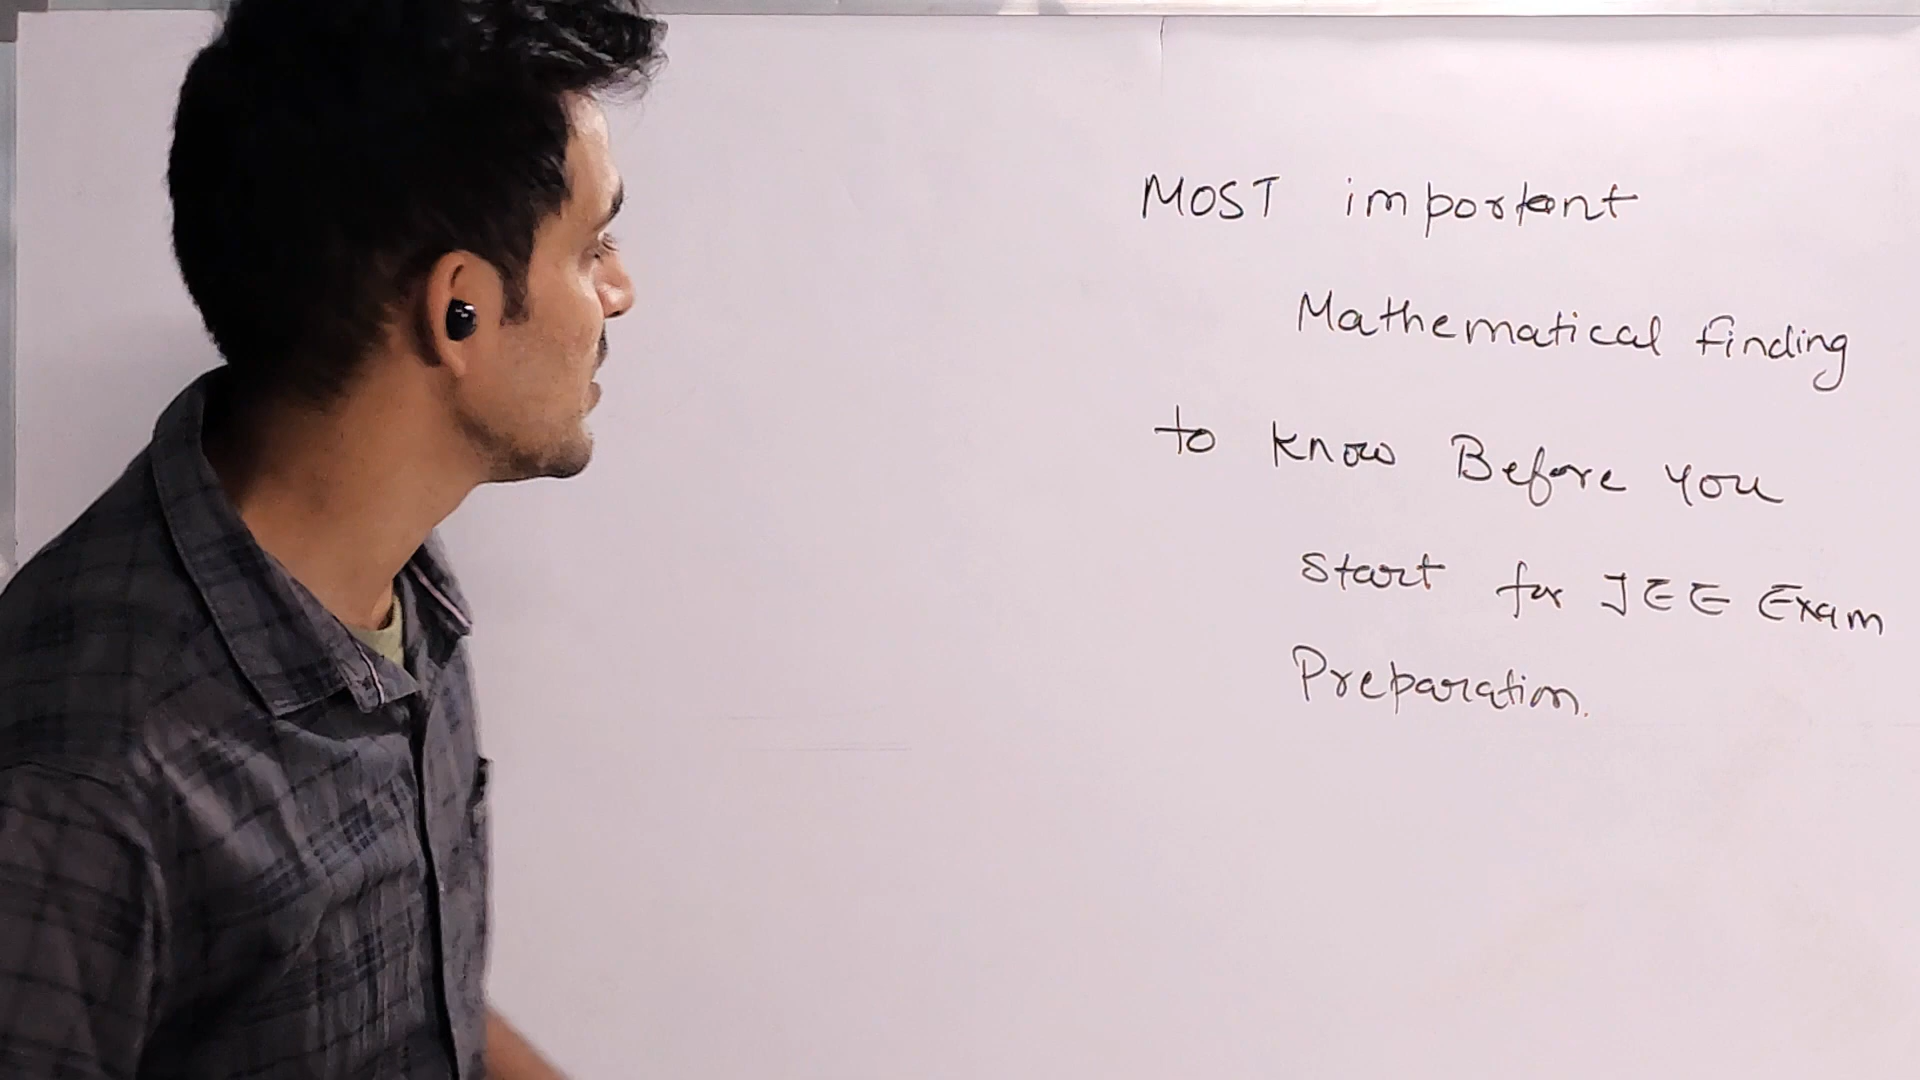 MOST important
Mathematical finding
to know Before you
start for JEE Exam
Preparation.